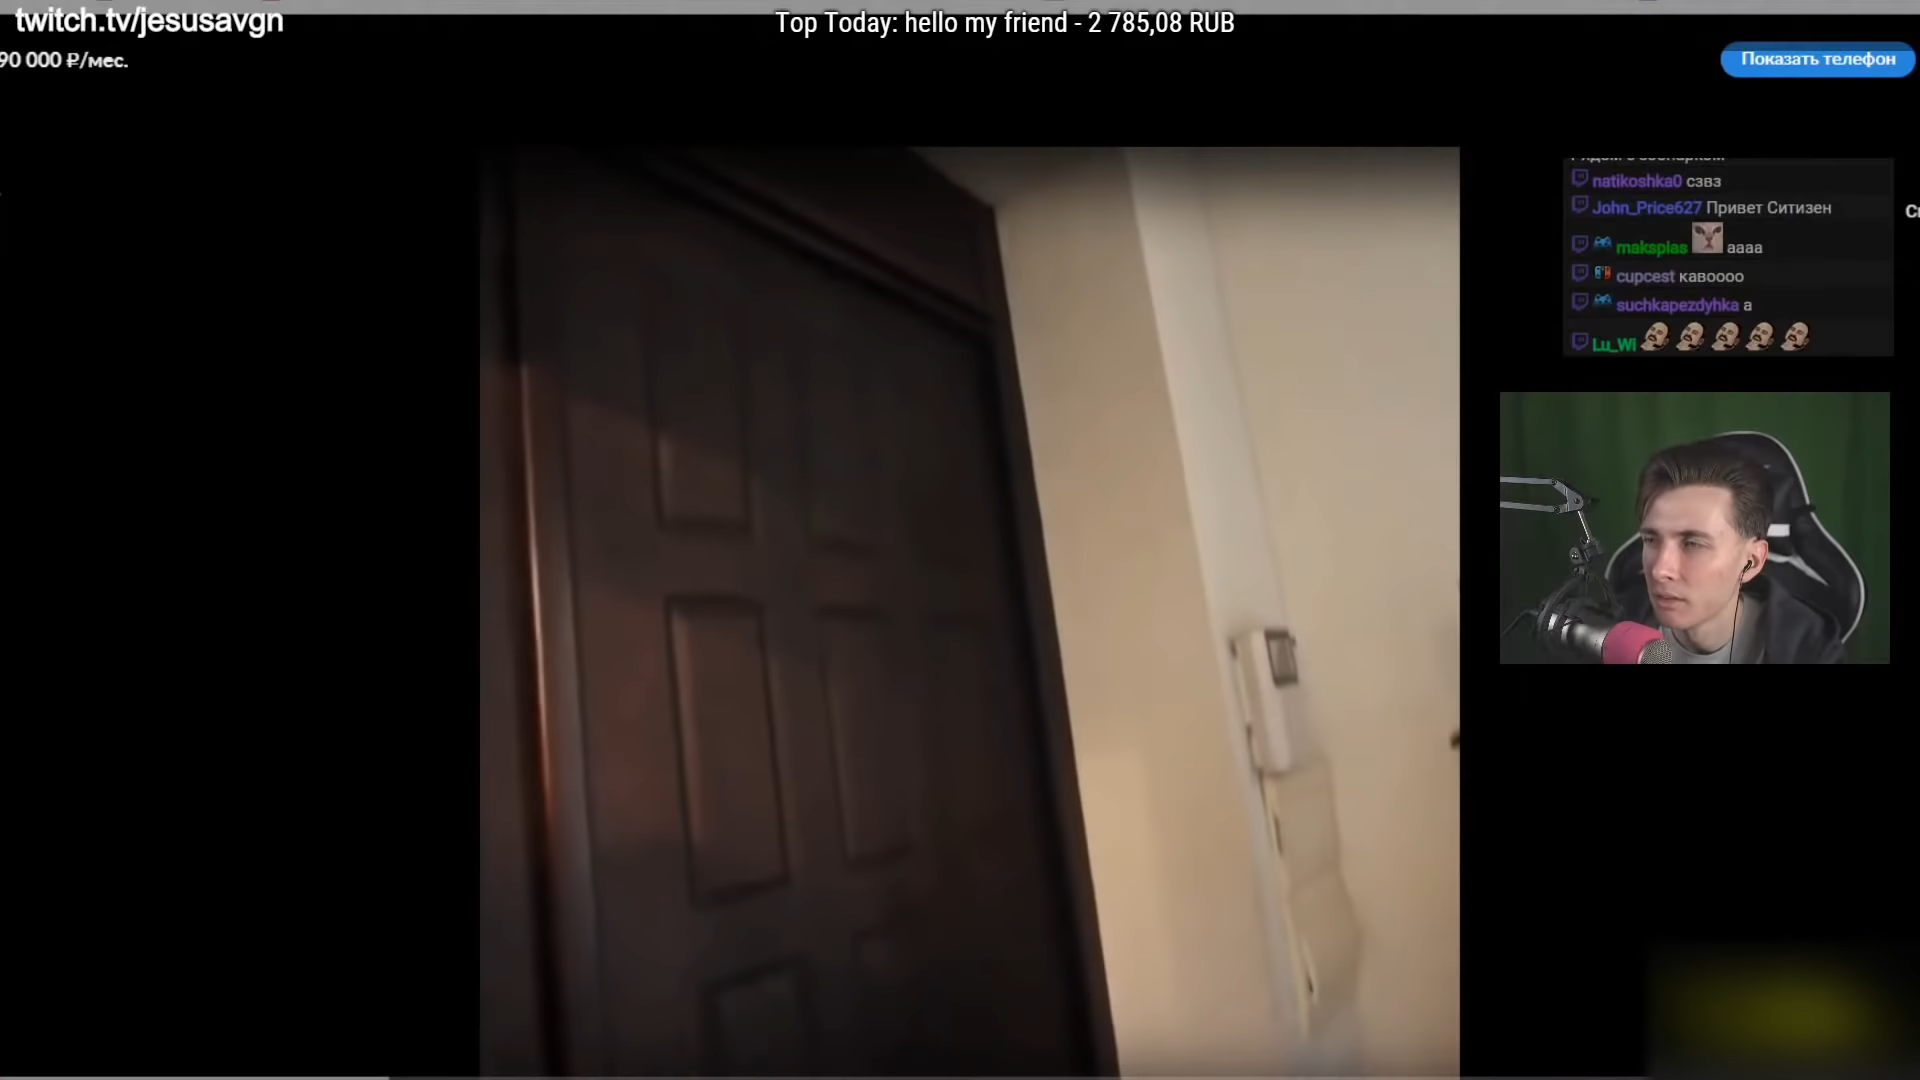 twitch.tv/jesusavgn
Top Today: hello my friend - 2 785,08 RUB
90 000 ₽/мес.
Показать телефон
natikoshka0 сзвз
John_Price627 Привет Ситизен
maksplas аааа
cupcest кавоооо
suchkapezdyhka а
Lu_Wi